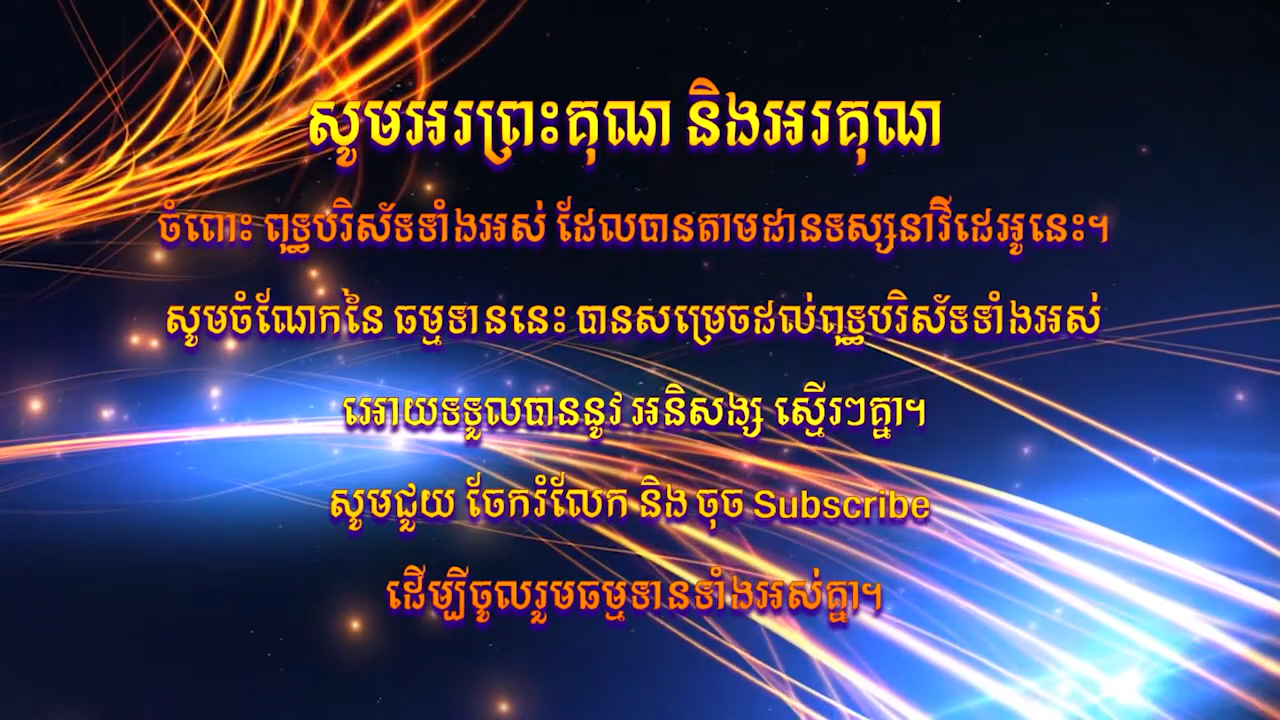 សូមអរព្រះគុណ និងអរគុណ
ចំពោះ ពុទ្ធបរិស័ទទាំងអស់ ដែលបានតាមដានទស្សនាវីដេអូនេះ។
សូមចំណែកនៃ ធម្មទាននេះ បានសម្រេចដល់ពុទ្ធបរិស័ទទាំងអស់
អោយទទួលបាននូវ អនិសង្ស ស្មើរៗគ្នា។
សូមជួយ ចែករំលែក និង ចុច Subscribe
ដើម្បីចូលរួមធម្មទានទាំងអស់គ្នា។